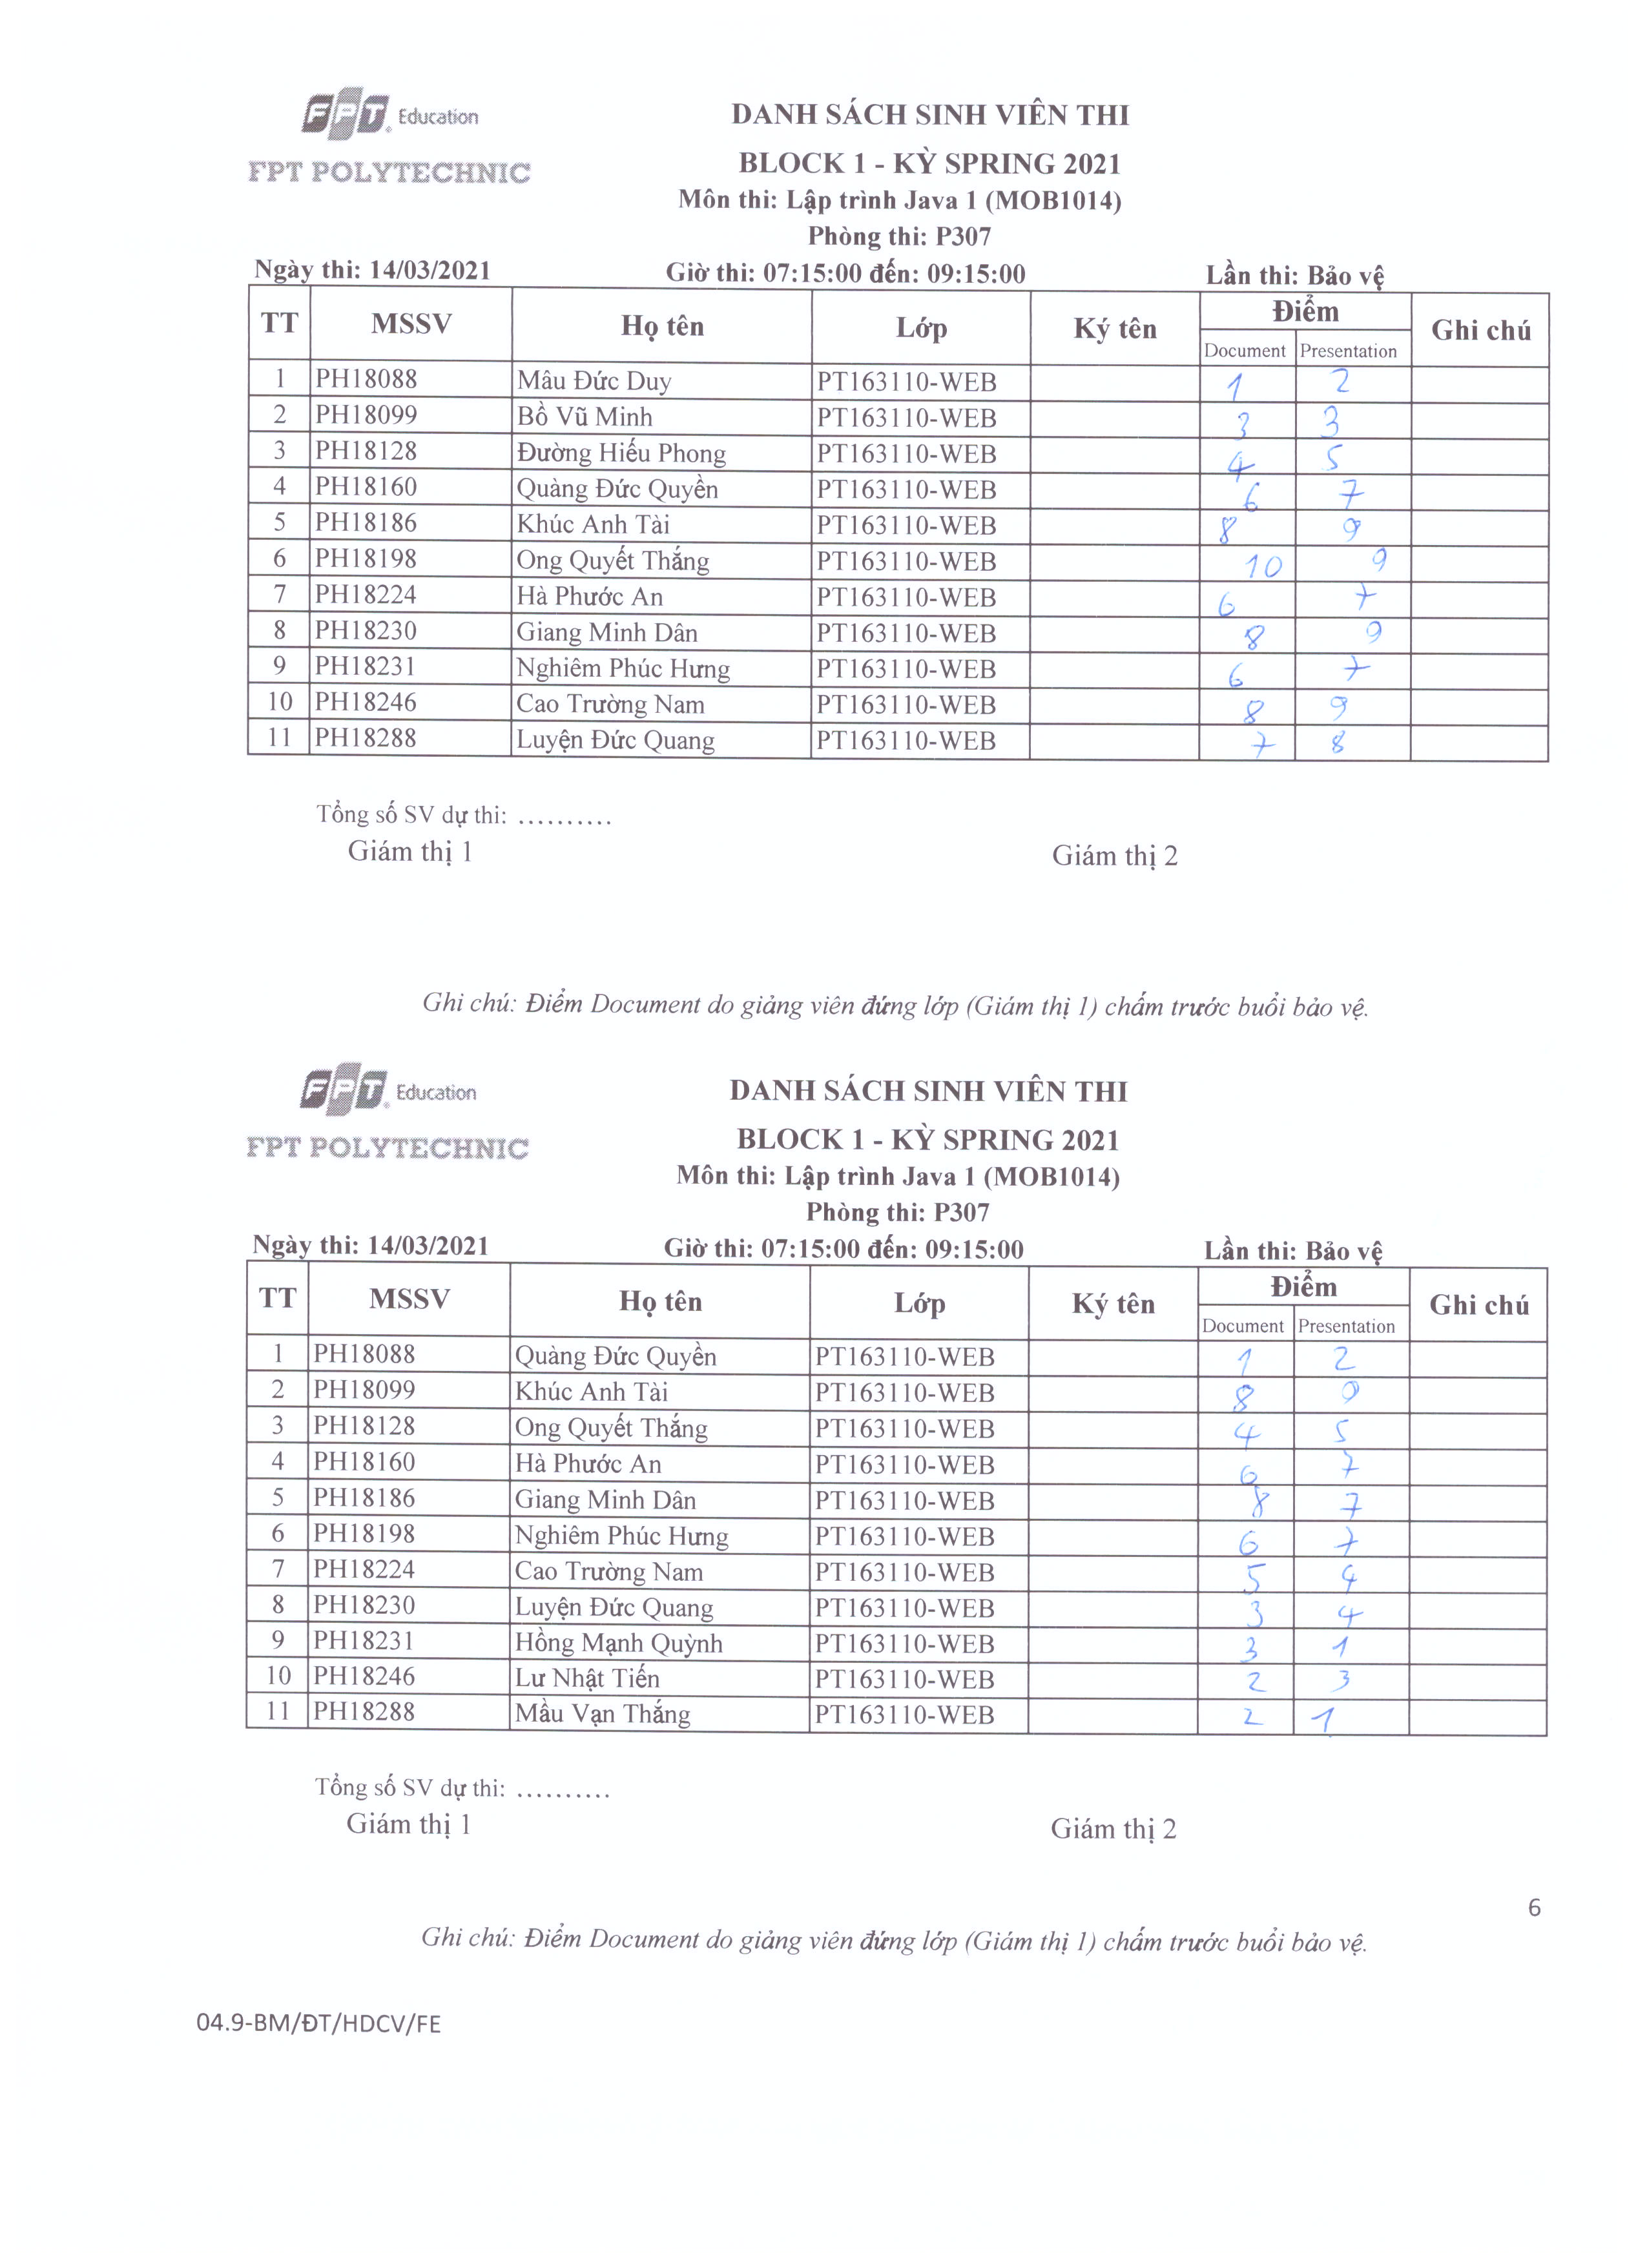 FPT Education
FPT POLYTECHNIC
DANH SÁCH SINH VIÊN THI
BLOCK 1 - KỲ SPRING 2021
Môn thi: Lập trình Java 1 (MOB1014)
Phòng thi: P307
Ngày thi: 14/03/2021 Giờ thi: 07:15:00 đến: 09:15:00 Lần thi: Bảo vệ
TT MSSV Họ tên Lớp Ký tên Điểm Ghi chú
Document Presentation
1 PH18088 Mâu Đức Duy PT163110-WEB 1 2
2 PH18099 Bồ Vũ Minh PT163110-WEB 3 3
3 PH18128 Đường Hiếu Phong PT163110-WEB 4 5
4 PH18160 Quàng Đức Quyền PT163110-WEB 6 7
5 PH18186 Khúc Anh Tài PT163110-WEB 8 9
6 PH18198 Ong Quyết Thắng PT163110-WEB 10 9
7 PH18224 Hà Phước An PT163110-WEB 6 7
8 PH18230 Giang Minh Dân PT163110-WEB 8 9
9 PH18231 Nghiêm Phúc Hưng PT163110-WEB 6 7
10 PH18246 Cao Trường Nam PT163110-WEB 8 9
11 PH18288 Luyện Đức Quang PT163110-WEB 7 8
Tổng số SV dự thi: ..........
Giám thị 1 Giám thị 2
Ghi chú: Điểm Document do giảng viên đứng lớp (Giám thị 1) chấm trước buổi bảo vệ.
FPT Education
FPT POLYTECHNIC
DANH SÁCH SINH VIÊN THI
BLOCK 1 - KỲ SPRING 2021
Môn thi: Lập trình Java 1 (MOB1014)
Phòng thi: P307
Ngày thi: 14/03/2021 Giờ thi: 07:15:00 đến: 09:15:00 Lần thi: Bảo vệ
TT MSSV Họ tên Lớp Ký tên Điểm Ghi chú
Document Presentation
1 PH18088 Quàng Đức Quyền PT163110-WEB 1 2
2 PH18099 Khúc Anh Tài PT163110-WEB 8 9
3 PH18128 Ong Quyết Thắng PT163110-WEB 4 5
4 PH18160 Hà Phước An PT163110-WEB 6 7
5 PH18186 Giang Minh Dân PT163110-WEB 8 7
6 PH18198 Nghiêm Phúc Hưng PT163110-WEB 6 7
7 PH18224 Cao Trường Nam PT163110-WEB 5 4
8 PH18230 Luyện Đức Quang PT163110-WEB 3 4
9 PH18231 Hồng Mạnh Quỳnh PT163110-WEB 3 1
10 PH18246 Lư Nhật Tiến PT163110-WEB 2 3
11 PH18288 Mầu Vạn Thắng PT163110-WEB 2 1
Tổng số SV dự thi: ..........
Giám thị 1 Giám thị 2
6
Ghi chú: Điểm Document do giảng viên đứng lớp (Giám thị 1) chấm trước buổi bảo vệ.
04.9-BM/ĐT/HDCV/FE